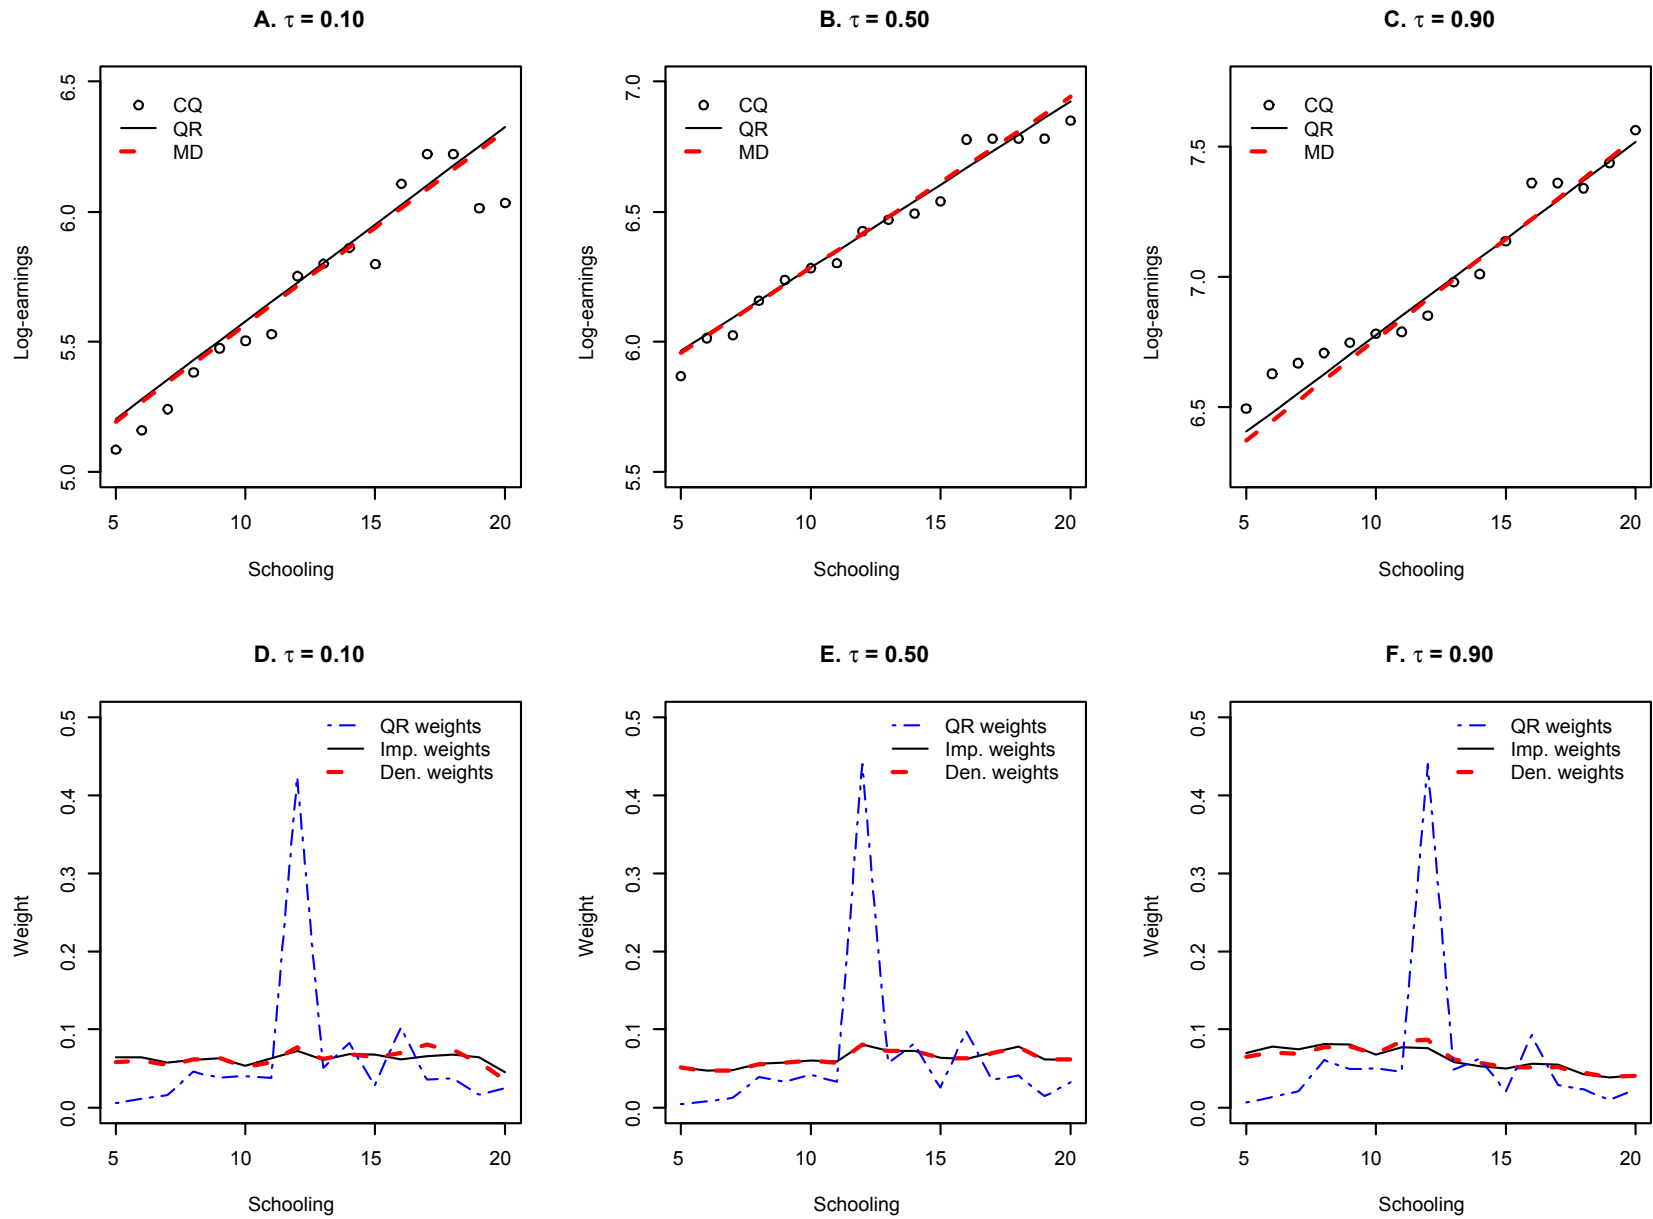 A. τ = 0.10
6.5
6.0
5.5
5.0
Log-earnings
CQ
QR
MD
5 10 15 20
Schooling
B. τ = 0.50
7.0
6.5
6.0
5.5
Log-earnings
CQ
QR
MD
5 10 15 20
Schooling
C. τ = 0.90
7.5
7.0
6.5
Log-earnings
CQ
QR
MD
5 10 15 20
Schooling
D. τ = 0.10
0.5
0.4
0.3
0.2
0.1
0.0
Weight
QR weights
Imp. weights
Den. weights
5 10 15 20
Schooling
E. τ = 0.50
0.5
0.4
0.3
0.2
0.1
0.0
Weight
QR weights
Imp. weights
Den. weights
5 10 15 20
Schooling
F. τ = 0.90
0.5
0.4
0.3
0.2
0.1
0.0
Weight
QR weights
Imp. weights
Den. weights
5 10 15 20
Schooling